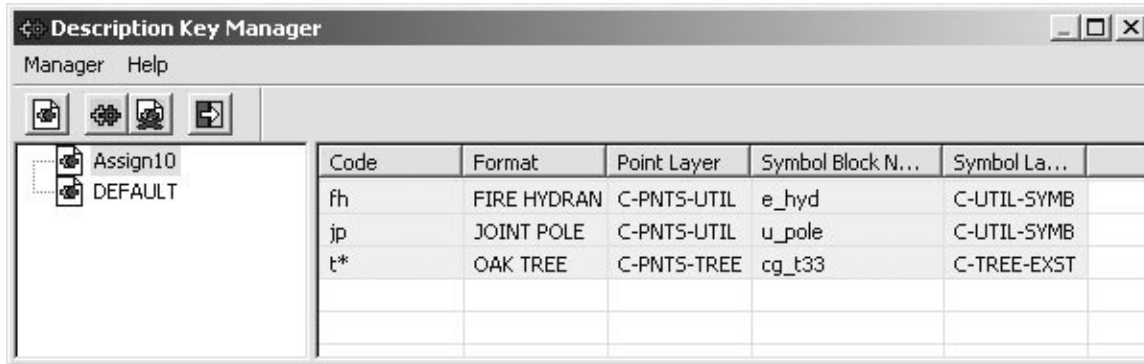 Description Key Manager
Manager Help
Assign10
DEFAULT
Code Format Point Layer Symbol Block N... Symbol La...
fh FIRE HYDRAN C-PNTS-UTIL e_hyd C-UTIL-SYMB
jp JOINT POLE C-PNTS-UTIL u_pole C-UTIL-SYMB
t* OAK TREE C-PNTS-TREE cg_t33 C-TREE-EXST